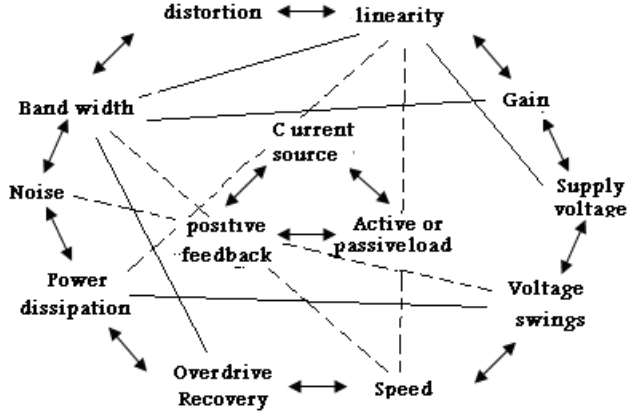 distortion
linearity
Band width
Gain
C urrent
source
Noise
Supply
voltage
positive
feedback
Active or
passiveload
Power
dissipation
Voltage
swings
Overdrive
Recovery
Speed